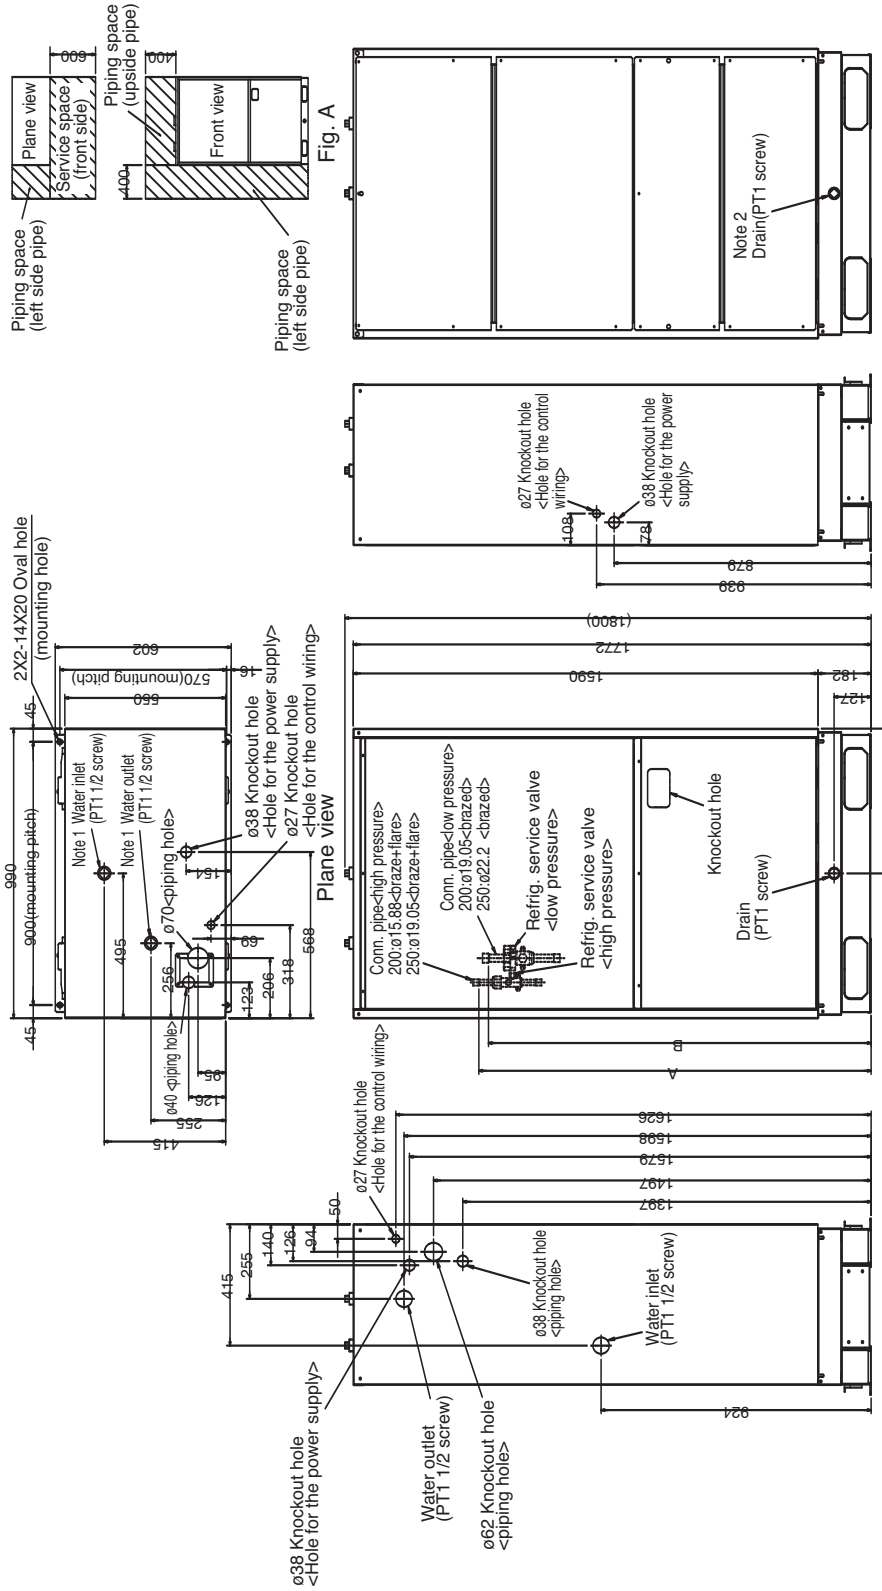 Piping space
(left side pipe)
Plane view
Service space
(front side)
600
Piping space
(upside pipe)
400
Front view
400
Piping space
(left side pipe)
Fig. A
Note 2
Drain(PT1 screw)
2X2-14X20 Oval hole
(mounting hole)
990
45
900(mounting pitch)
45
602
570(mounting pitch)
550
16
Note 1 Water inlet
(PT1 1/2 screw)
Note 1 Water outlet
(PT1 1/2 screw)
ø70<piping hole>
ø40 <piping hole>
495
256
154
69
123
206
318
568
95
126
255
415
ø38 Knockout hole
<Hole for the power supply>
ø27 Knockout hole
<Hole for the control wiring>
Plane view
ø27 Knockout hole
<Hole for the control
wiring>
ø38 Knockout hole
<Hole for the power
supply>
108
78
879
939
(1800)
1772
1590
182
127
Conn. pipe<high pressure>
200:ø15.88<braze+flare>
250:ø19.05<braze+flare>
Conn. pipe<low pressure>
200:ø19.05<brazed>
250:ø22.2 <brazed>
Refrig. service valve
<low pressure>
Refrig. service valve
<high pressure>
Knockout hole
Drain
(PT1 screw)
B
A
ø27 Knockout hole
<Hole for the control wiring>
1626
1598
1579
1497
1397
50
94
126
140
255
415
ø38 Knockout hole
<piping hole>
Water inlet
(PT1 1/2 screw)
924
ø38 Knockout hole
<Hole for the power supply>
Water outlet
(PT1 1/2 screw)
ø62 Knockout hole
<piping hole>